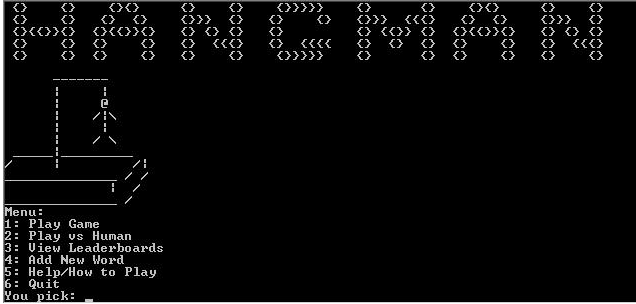 HANGMAN
Menu:
1: Play Game
2: Play vs Human
3: View Leaderboards
4: Add New Word
5: Help/How to Play
6: Quit
You pick: _